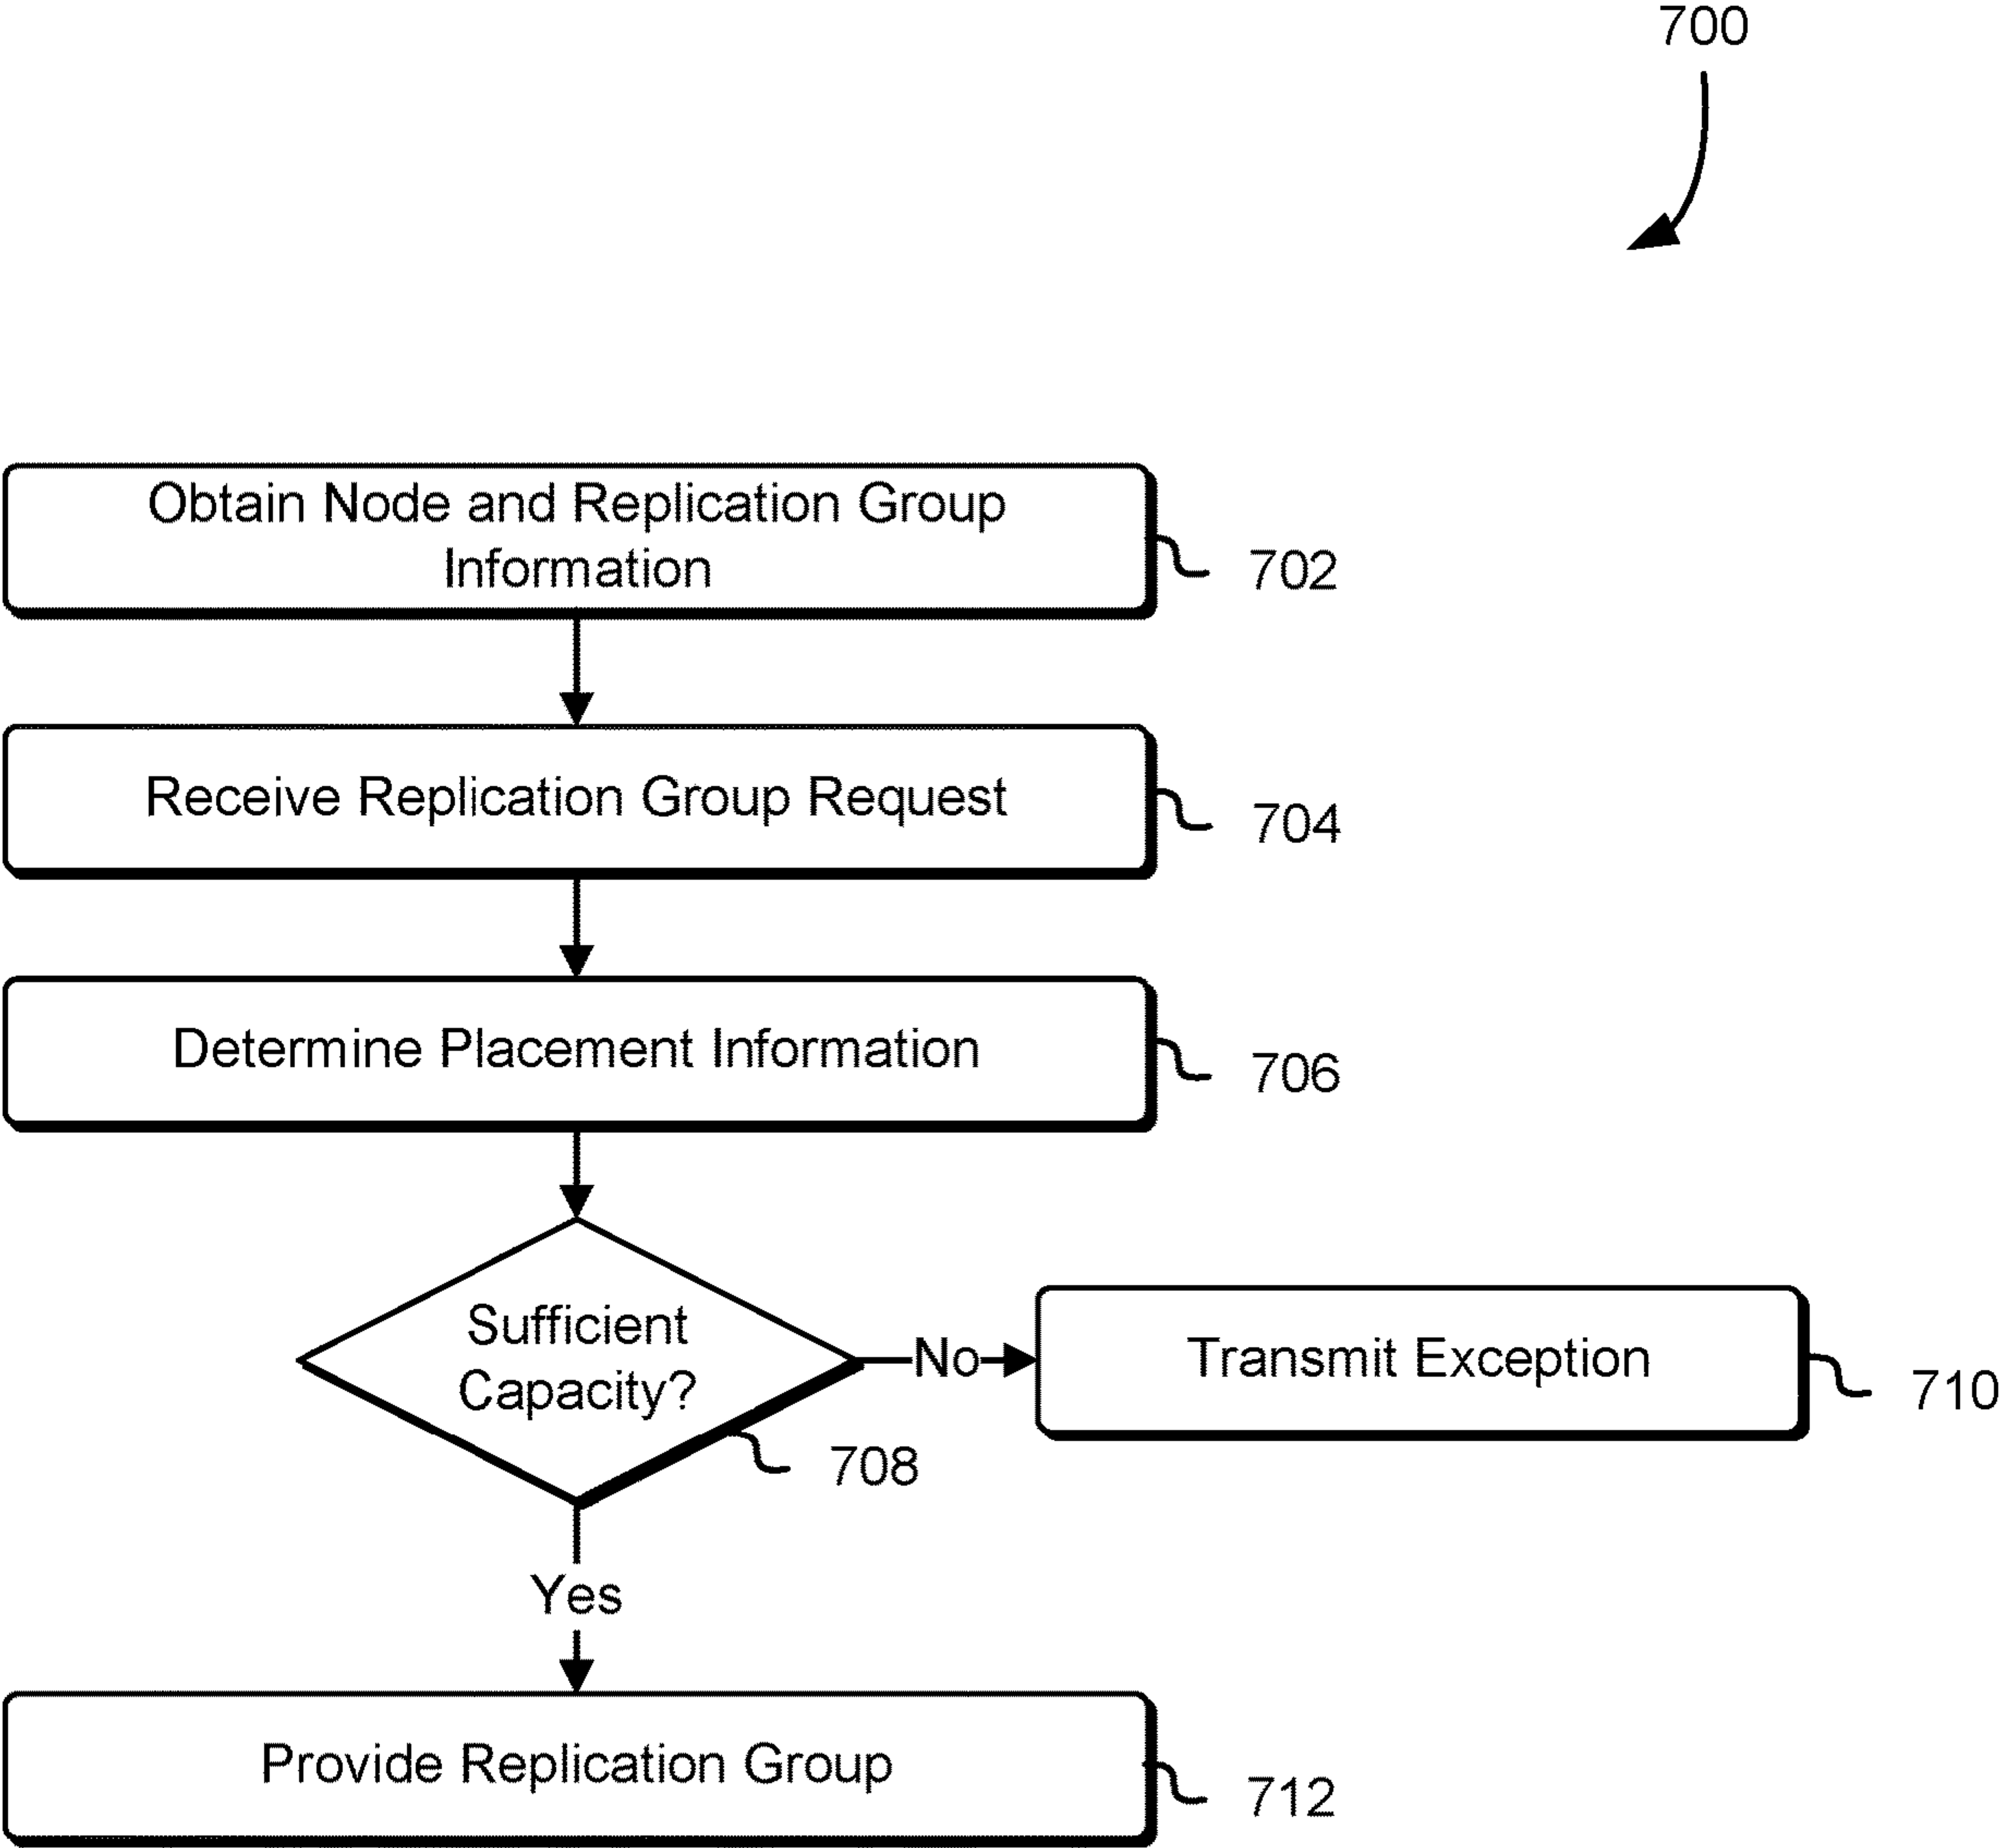 700
Obtain Node and Replication Group
Information
702
Receive Replication Group Request
704
Determine Placement Information
706
Sufficient
Capacity?
708
No
Transmit Exception
710
Yes
Provide Replication Group
712